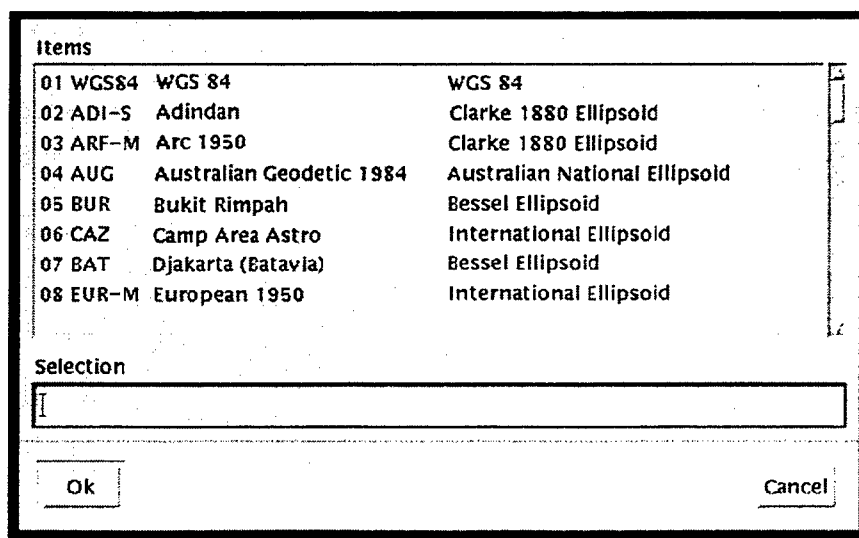 Items
01 WGS84 WGS 84 WGS 84
02 ADI-S Adindan Clarke 1880 Ellipsoid
03 ARF-M Arc 1950 Clarke 1880 Ellipsoid
04 AUG Australian Geodetic 1984 Australian National Ellipsoid
05 BUR Bukit Rimpah Bessel Ellipsoid
06 CAZ Camp Area Astro International Ellipsoid
07 BAT Djakarta (Batavia) Bessel Ellipsoid
08 EUR-M European 1950 International Ellipsoid
Selection
Ok Cancel